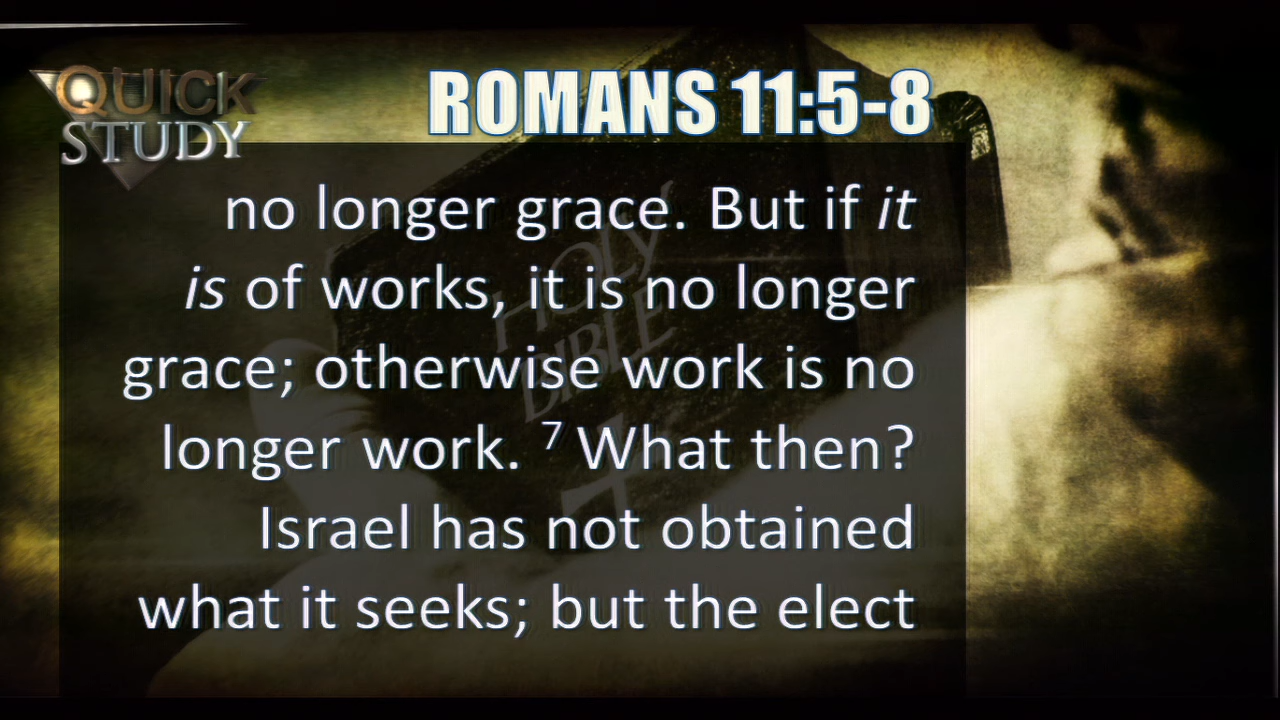 QUICK
STUDY
ROMANS 11:5-8
no longer grace. But if it
is of works, it is no longer
grace; otherwise work is no
longer work. 7 What then?
Israel has not obtained
what it seeks; but the elect
HOLY
BIBLE